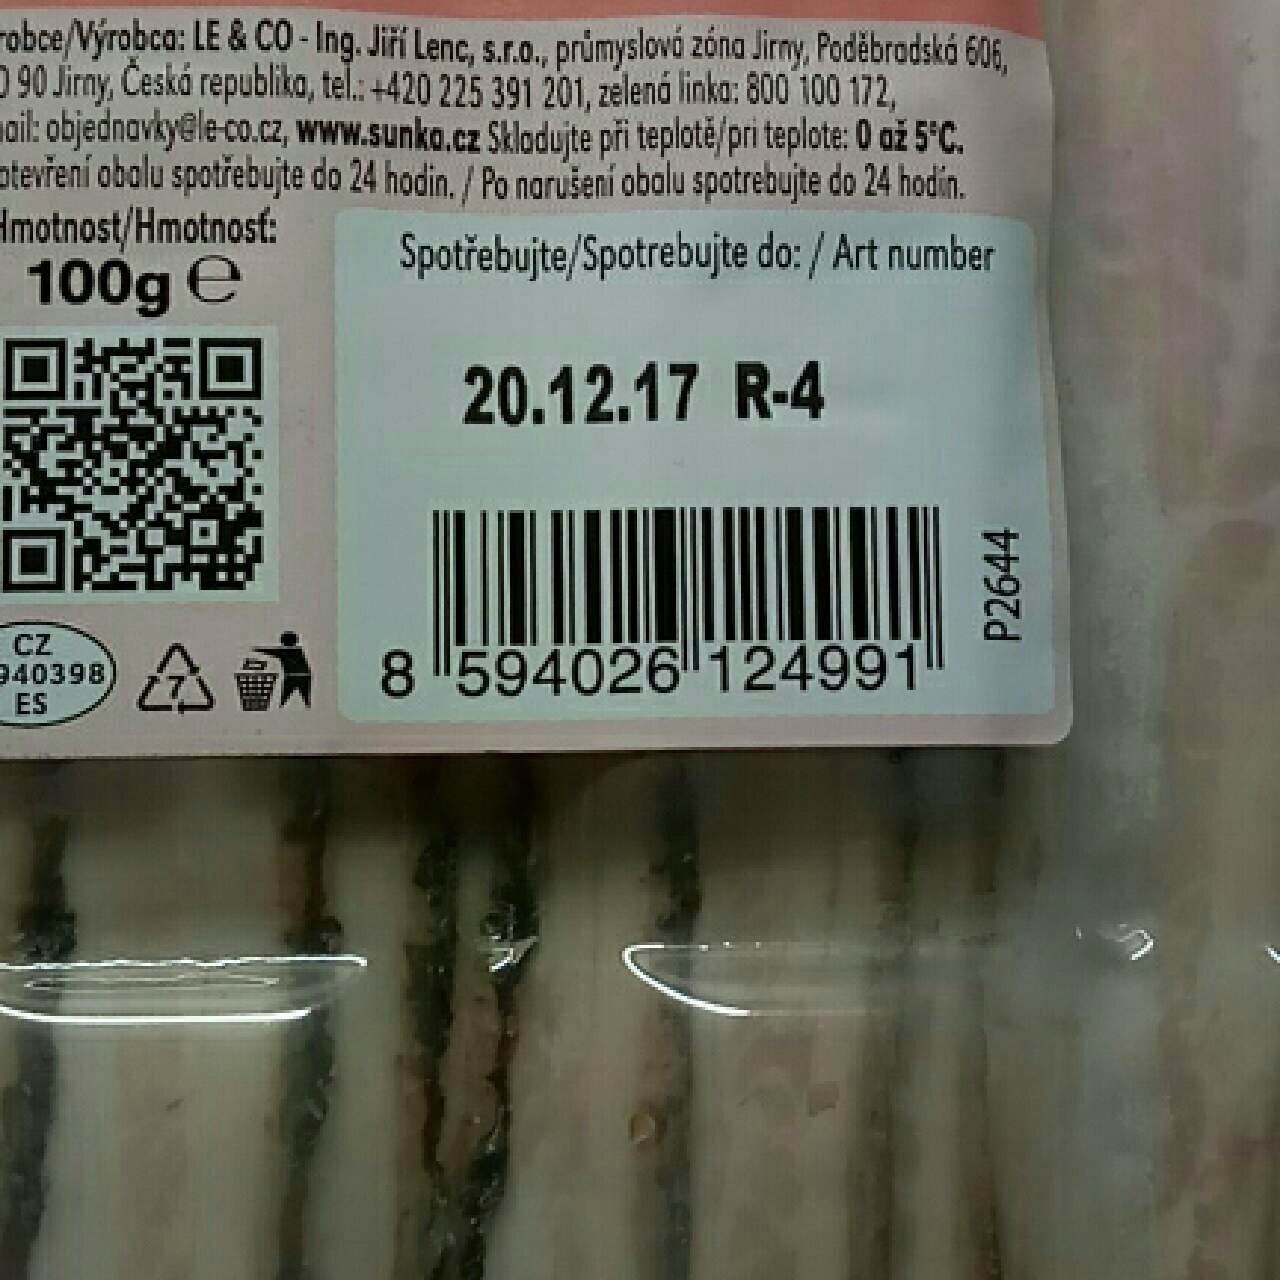 robce/Výrobca: LE & CO - Ing. Jiří Lenc, s.r.o., průmyslová zóna Jirny, Poděbradská 606,
0 90 Jirny, Česká republika, tel.: +420 225 391 201, zelená linka: 800 100 172,
ail: objednavky@le-co.cz, www.sunka.cz Skladujte při teplotě/pri teplote: 0 až 5°C.
otevření obalu spotřebujte do 24 hodin. / Po narušení obalu spotrebujte do 24 hodín.
Hmotnost/Hmotnosť:
100g ℮
Spotřebujte/Spotrebujte do: / Art number
20.12.17 R-4
P2644
8 594026 124991
CZ
940398
ES
7